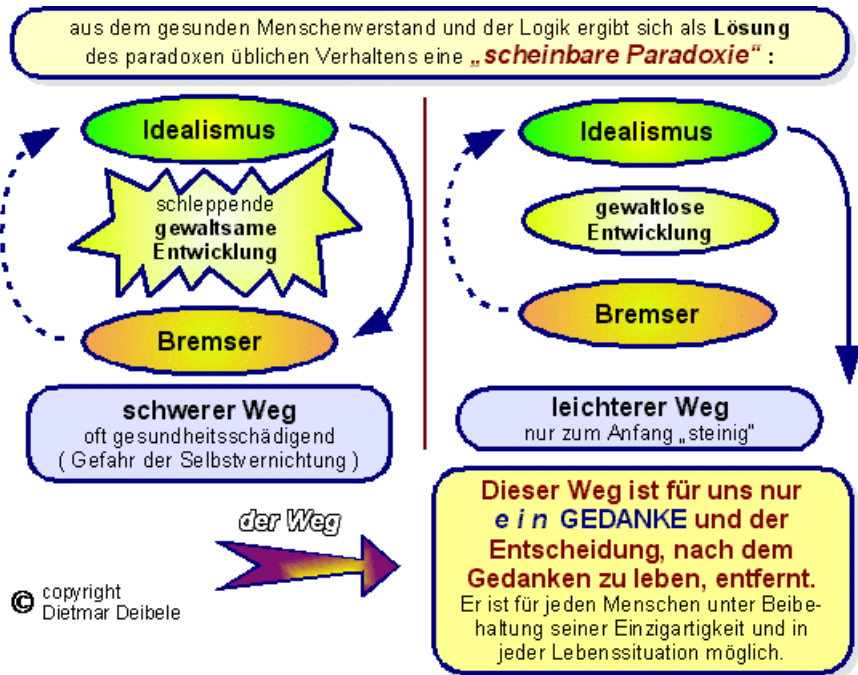 aus dem gesunden Menschenverstand und der Logik ergibt sich als Lösung
des paradoxen üblichen Verhaltens eine „scheinbare Paradoxie“ :
Idealismus
schleppende
gewaltsame
Entwicklung
Bremser
schwerer Weg
oft gesundheitsschädigend
( Gefahr der Selbstvernichtung )
Idealismus
gewaltlose
Entwicklung
Bremser
leichterer Weg
nur zum Anfang „steinig“
der Weg
Dieser Weg ist für uns nur
e i n GEDANKE und der
Entscheidung, nach dem
Gedanken zu leben, entfernt.
Er ist für jeden Menschen unter Beibe-
haltung seiner Einzigartigkeit und in
jeder Lebenssituation möglich.
© copyright
Dietmar Deibele